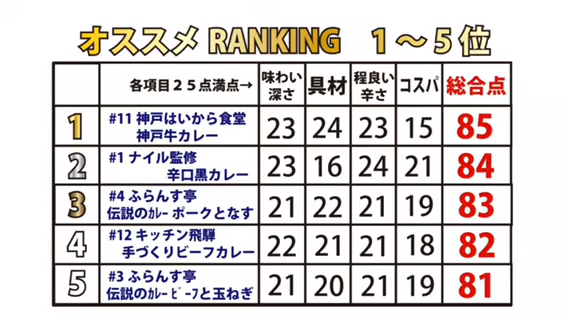 オススメ RANKING 1～5位
各項目25点満点→ 味わい深さ 具材 程良い辛さ コスパ 総合点
1 #11 神戸はいから食堂
神戸牛カレー 23 24 23 15 85
2 #1 ナイル監修
辛口黒カレー 23 16 24 21 84
3 #4 ふらんす亭
伝説のカレー ポークとなす 21 22 21 19 83
4 #12 キッチン飛騨
手づくりビーフカレー 22 21 21 18 82
5 #3 ふらんす亭
伝説のカレー ビーフと玉ねぎ 21 20 21 19 81